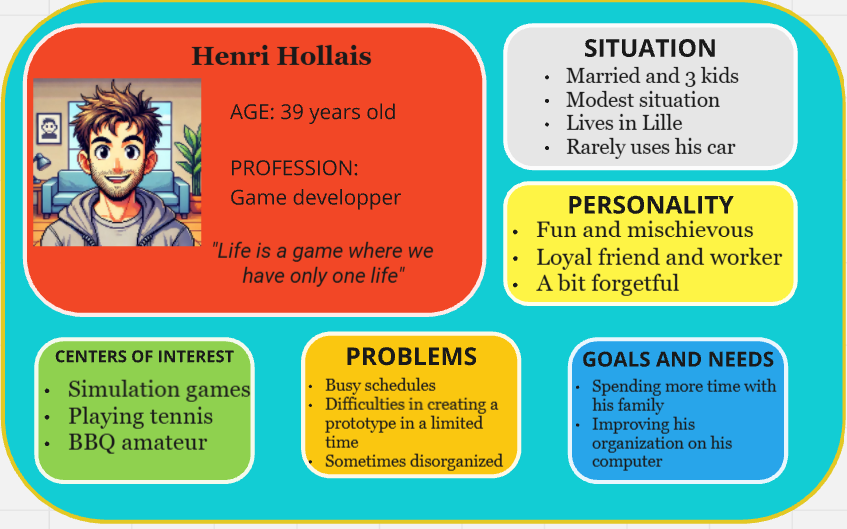 Henri Hollais
AGE: 39 years old
PROFESSION:
Game developper
"Life is a game where we
have only one life"
SITUATION
• Married and 3 kids
• Modest situation
• Lives in Lille
• Rarely uses his car
PERSONALITY
• Fun and mischievous
• Loyal friend and worker
• A bit forgetful
CENTERS OF INTEREST
• Simulation games
• Playing tennis
• BBQ amateur
PROBLEMS
• Busy schedules
• Difficulties in creating a
prototype in a limited
time
• Sometimes disorganized
GOALS AND NEEDS
• Spending more time with
his family
• Improving his
organization on his
computer